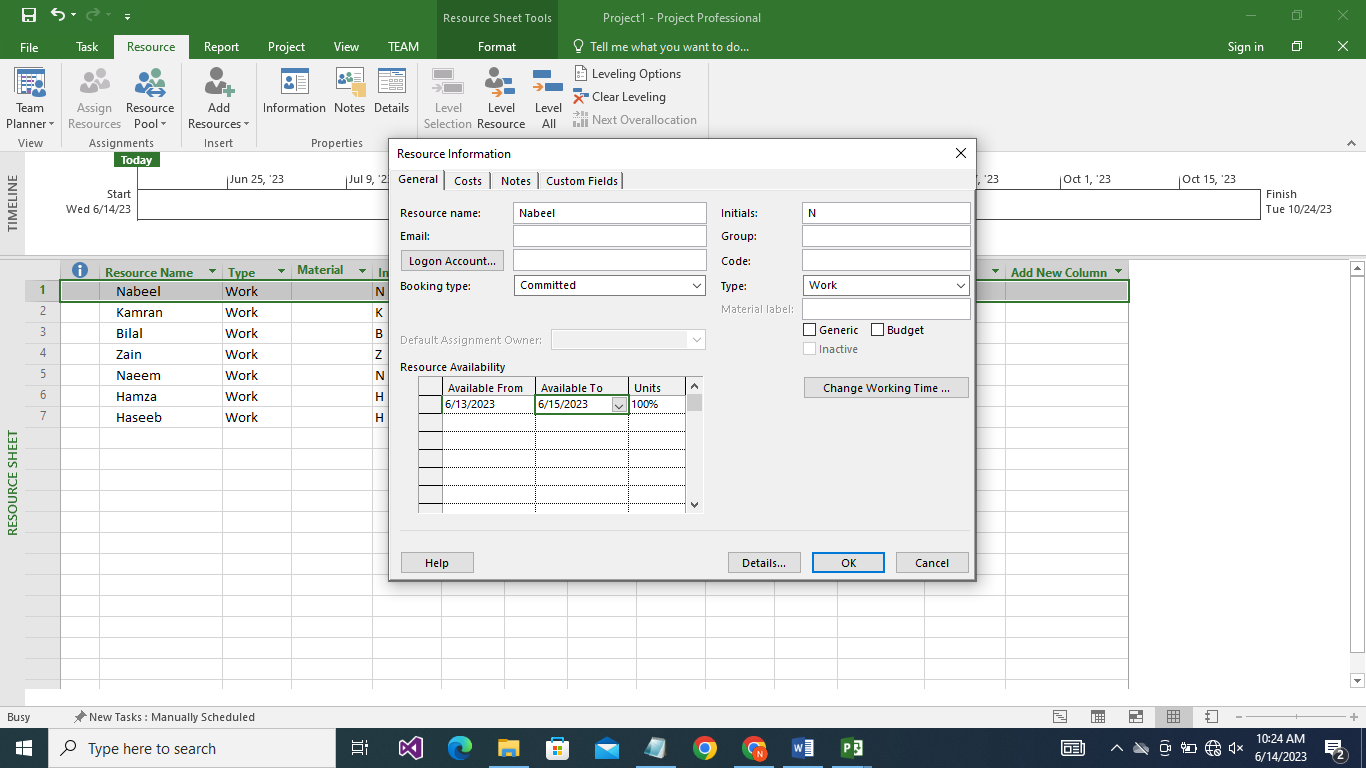 Resource Sheet Tools
Project1 - Project Professional
File
Task
Resource
Report
Project
View
TEAM
Format
Tell me what you want to do...
Sign in
Team Planner
View
Assign Resources
Resource Pool
Assignments
Add Resources
Insert
Information
Notes
Details
Properties
Level Selection
Level Resource
Level All
Leveling Options
Clear Leveling
Next Overallocation
TIMELINE
Today
Start
Wed 6/14/23
Jun 25, '23
Jul 9, '
Oct 1, '23
Oct 15, '23
Finish
Tue 10/24/23
RESOURCE SHEET
Resource Name Type Material In Add New Column
1 Nabeel Work N
2 Kamran Work K
3 Bilal Work B
4 Zain Work Z
5 Naeem Work N
6 Hamza Work H
7 Haseeb Work H
Resource Information
General Costs Notes Custom Fields
Resource name: Nabeel Initials: N
Email: Group:
Logon Account... Code:
Booking type: Committed Type: Work
Material label:
Generic Budget
Default Assignment Owner:
Inactive
Resource Availability
Available From Available To Units
6/13/2023 6/15/2023 100%
Change Working Time ...
Help Details... OK Cancel
Busy
New Tasks : Manually Scheduled
Type here to search
10:24 AM
6/14/2023
2